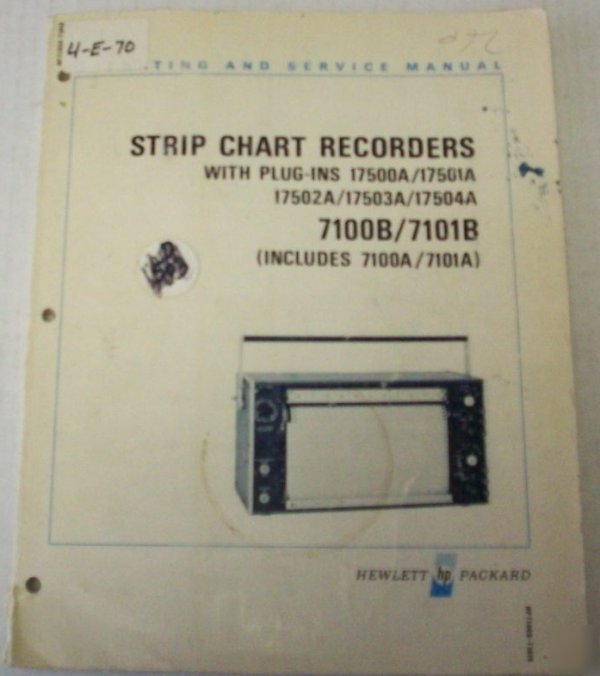 4-E-70
TING AND SERVICE MANUAL
STRIP CHART RECORDERS
WITH PLUG-INS 17500A/17501A
17502A/17503A/17504A
7100B/7101B
(INCLUDES 7100A/7101A)
HEWLETT hp PACKARD